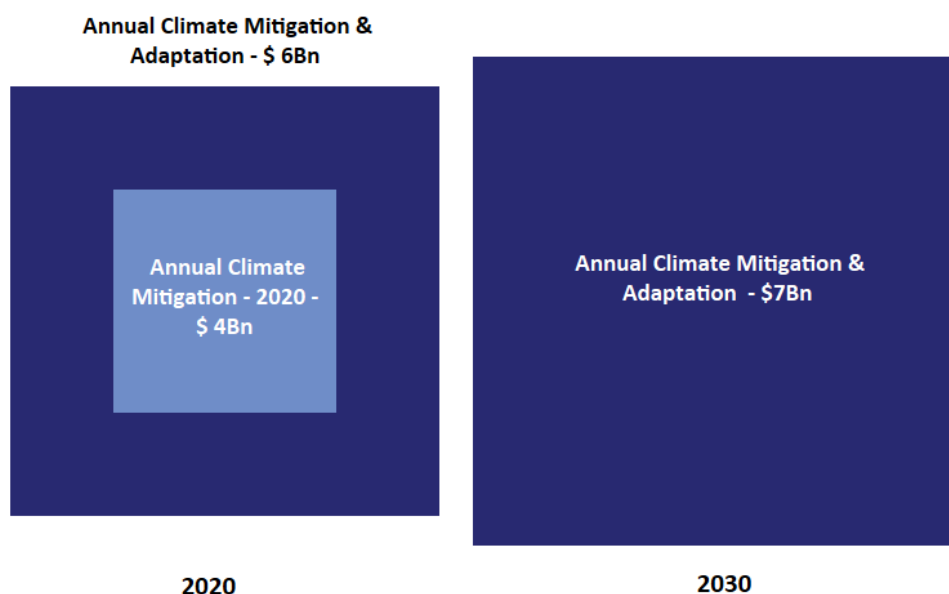 Annual Climate Mitigation &
Adaptation - $ 6Bn
Annual Climate
Mitigation - 2020 -
$ 4Bn
2020
Annual Climate Mitigation &
Adaptation  - $7Bn
2030